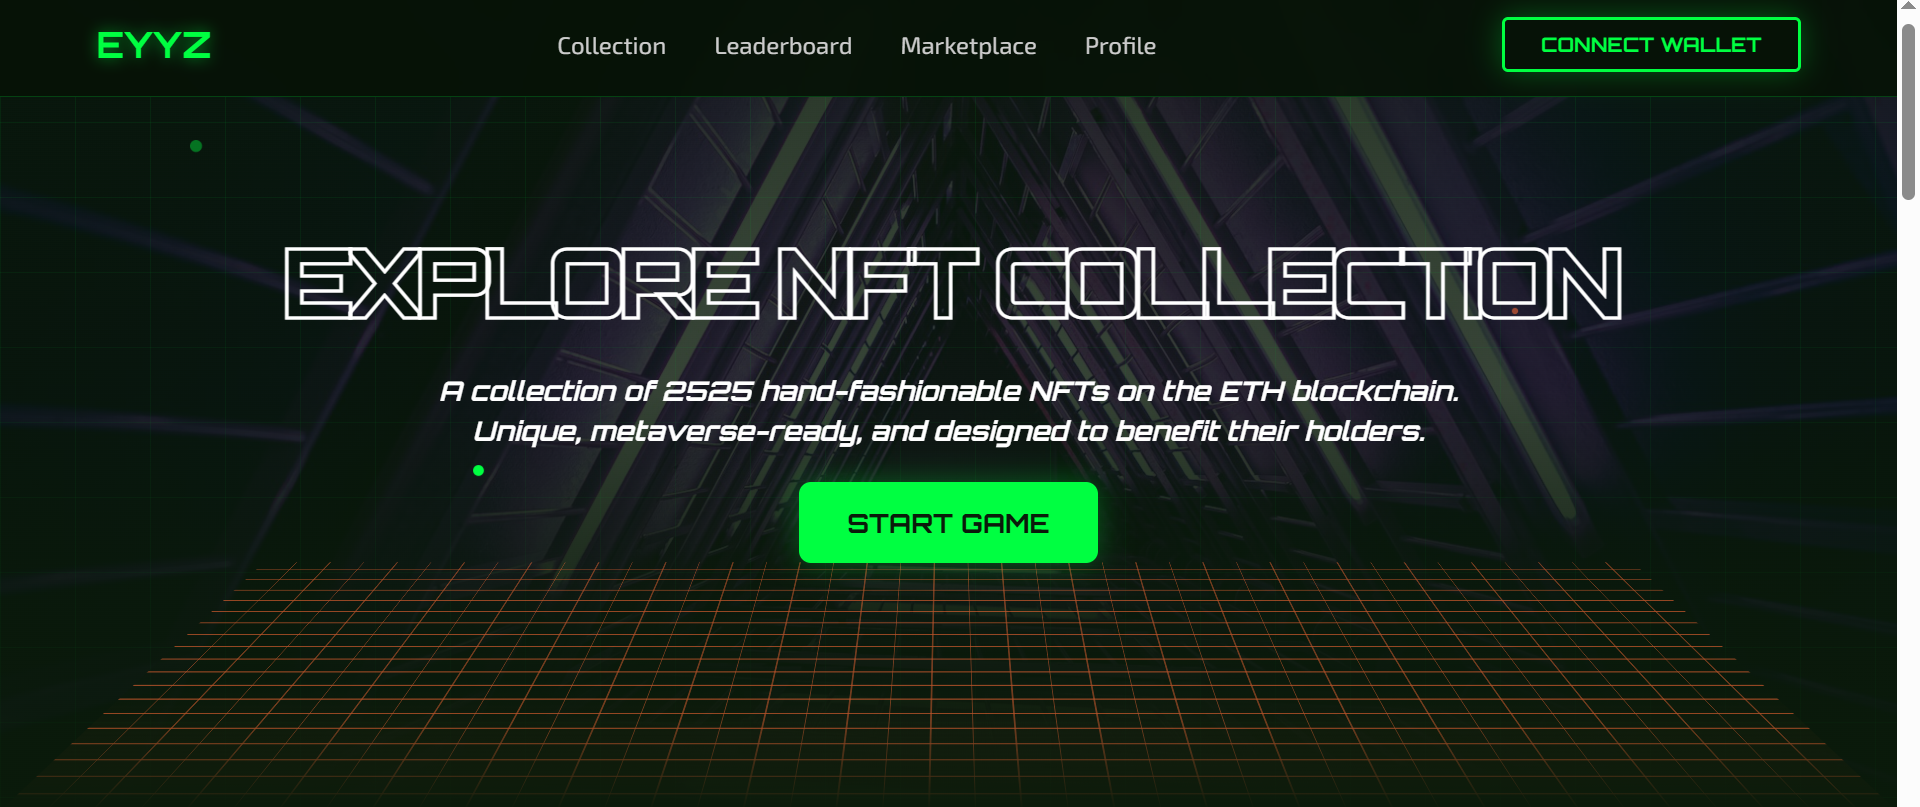 EYYZ
Collection
Leaderboard
Marketplace
Profile
CONNECT WALLET
EXPLORE NFT COLLECTION
A collection of 2525 hand-fashionable NFTs on the ETH blockchain.
Unique, metaverse-ready, and designed to benefit their holders.
START GAME